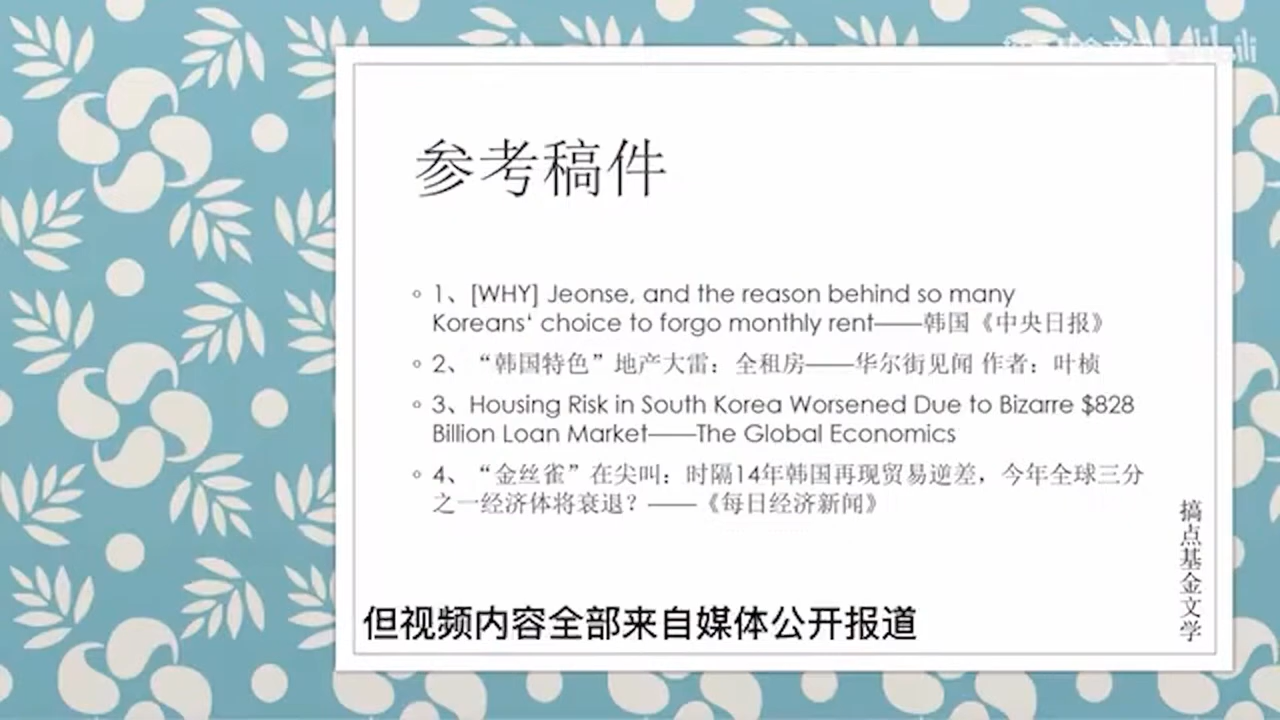 参考稿件
1、[WHY] Jeonse, and the reason behind so many
Koreans‘ choice to forgo monthly rent——韩国《中央日报》
2、“韩国特色”地产大雷：全租房——华尔街见闻 作者：叶桢
3、Housing Risk in South Korea Worsened Due to Bizarre $828
Billion Loan Market——The Global Economics
4、“金丝雀”在尖叫：时隔14年韩国再现贸易逆差，今年全球三分
之一经济体将衰退？——《每日经济新闻》
搞点基金文学
但视频内容全部来自媒体公开报道